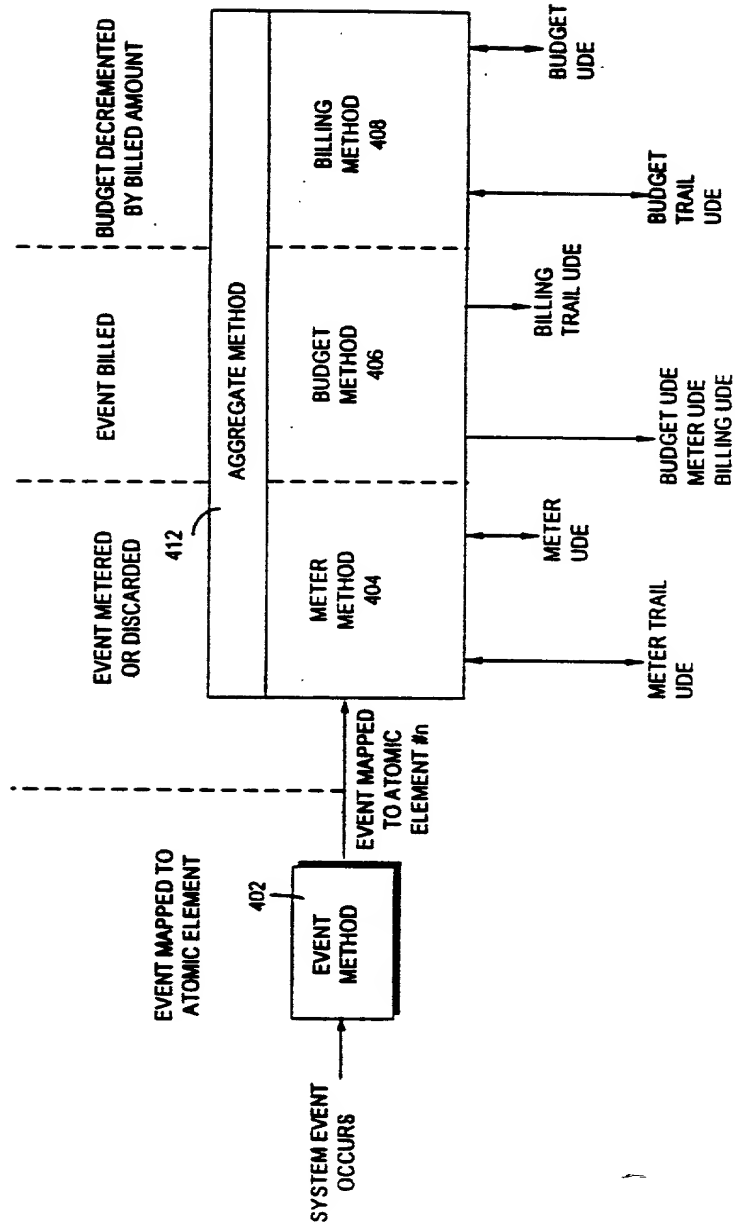 EVENT MAPPED TO
ATOMIC ELEMENT
EVENT METERED
OR DISCARDED
EVENT BILLED
BUDGET DECREMENTED
BY BILLED AMOUNT
SYSTEM EVENT
OCCURS
402
EVENT
METHOD
EVENT MAPPED
TO ATOMIC
ELEMENT #n
412
AGGREGATE METHOD
METER
METHOD
404
BUDGET
METHOD
406
BILLING
METHOD
408
METER TRAIL
UDE
METER
UDE
BUDGET UDE
METER UDE
BILLING UDE
BILLING
TRAIL UDE
BUDGET
TRAIL
UDE
BUDGET
UDE